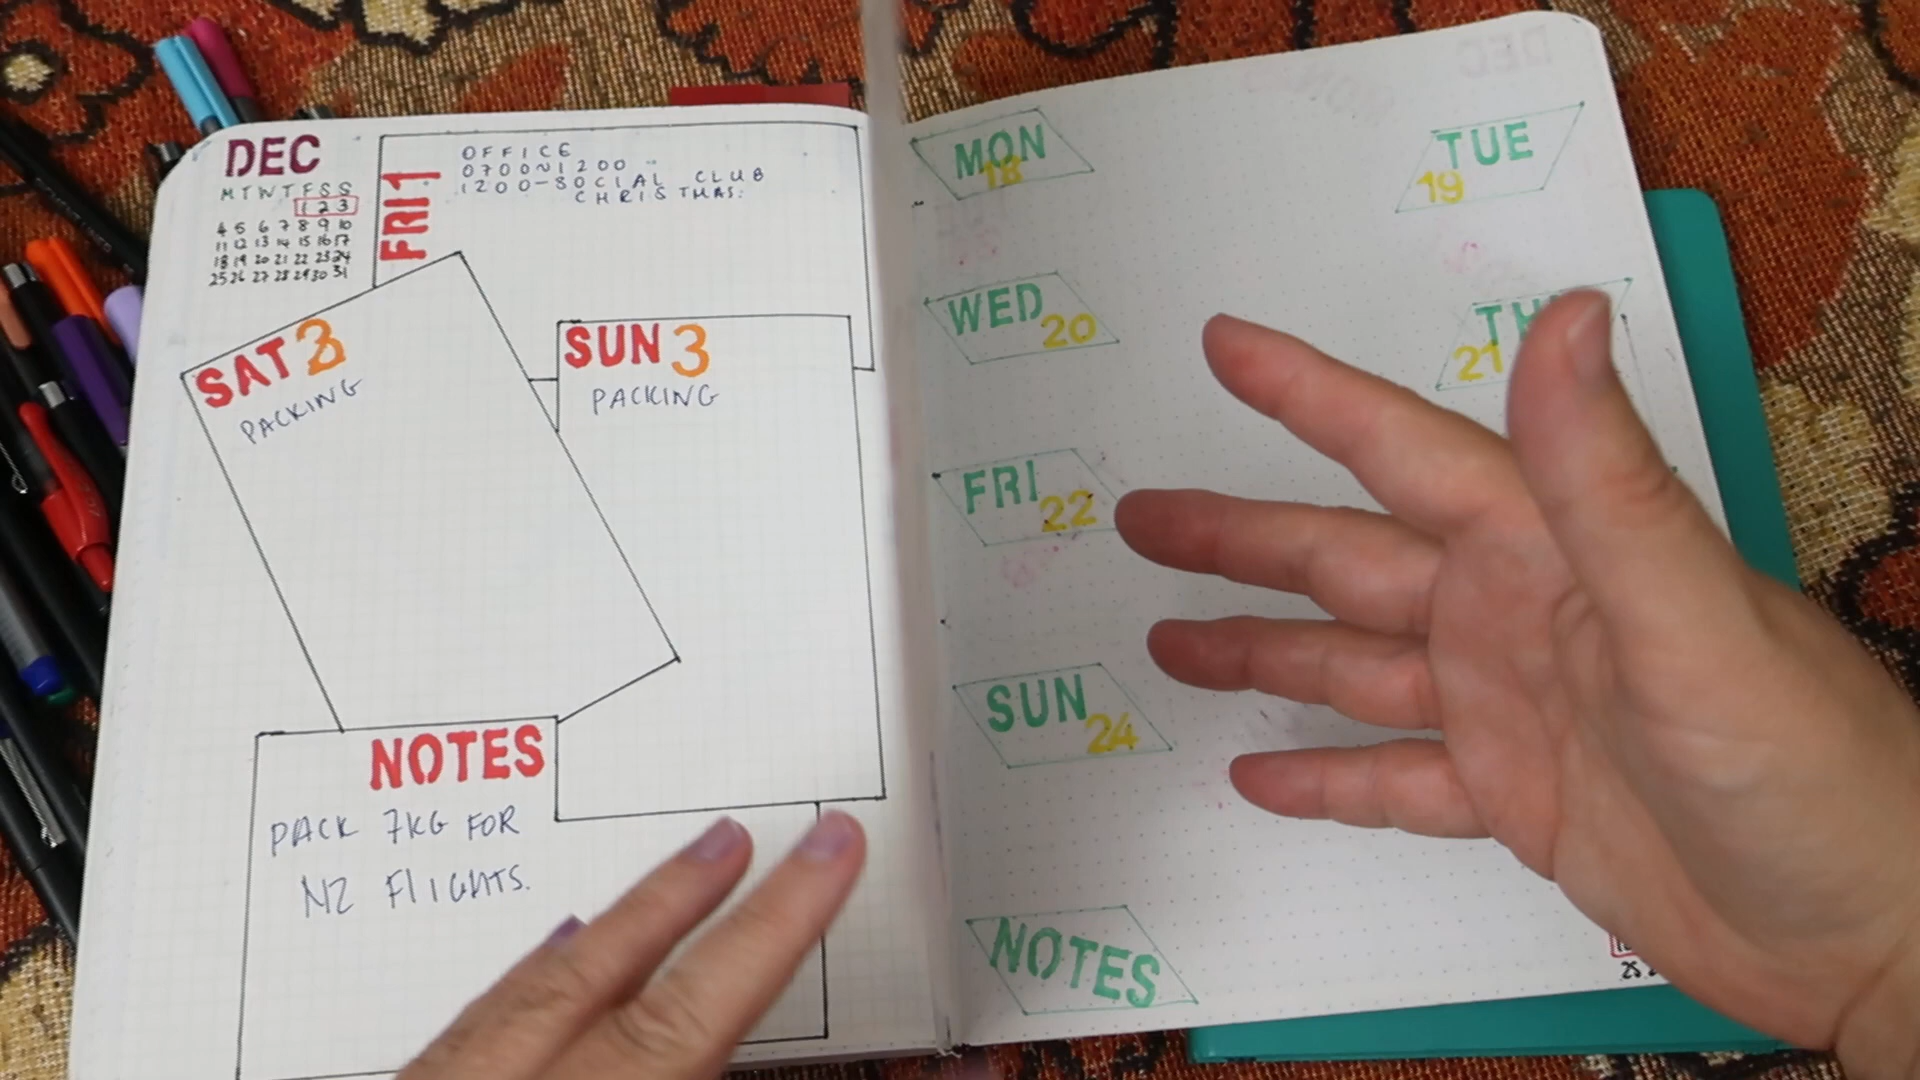 DEC
M T W T F S S
1 2 3
4 5 6 7 8 9 10
11 12 13 14 15 16 17
18 19 20 21 22 23 24
25 26 27 28 29 30 31
FRI 1
OFFICE
0700~1200
1200-SOCIAL CLUB
CHRISTMAS.
SAT
PACKING
SUN 3
PACKING
NOTES
PACK 7KG FOR
NZ FLIGHTS.
DEC
MON
18
TUE
19
WED
20
21
FRI
22
SUN
24
NOTES